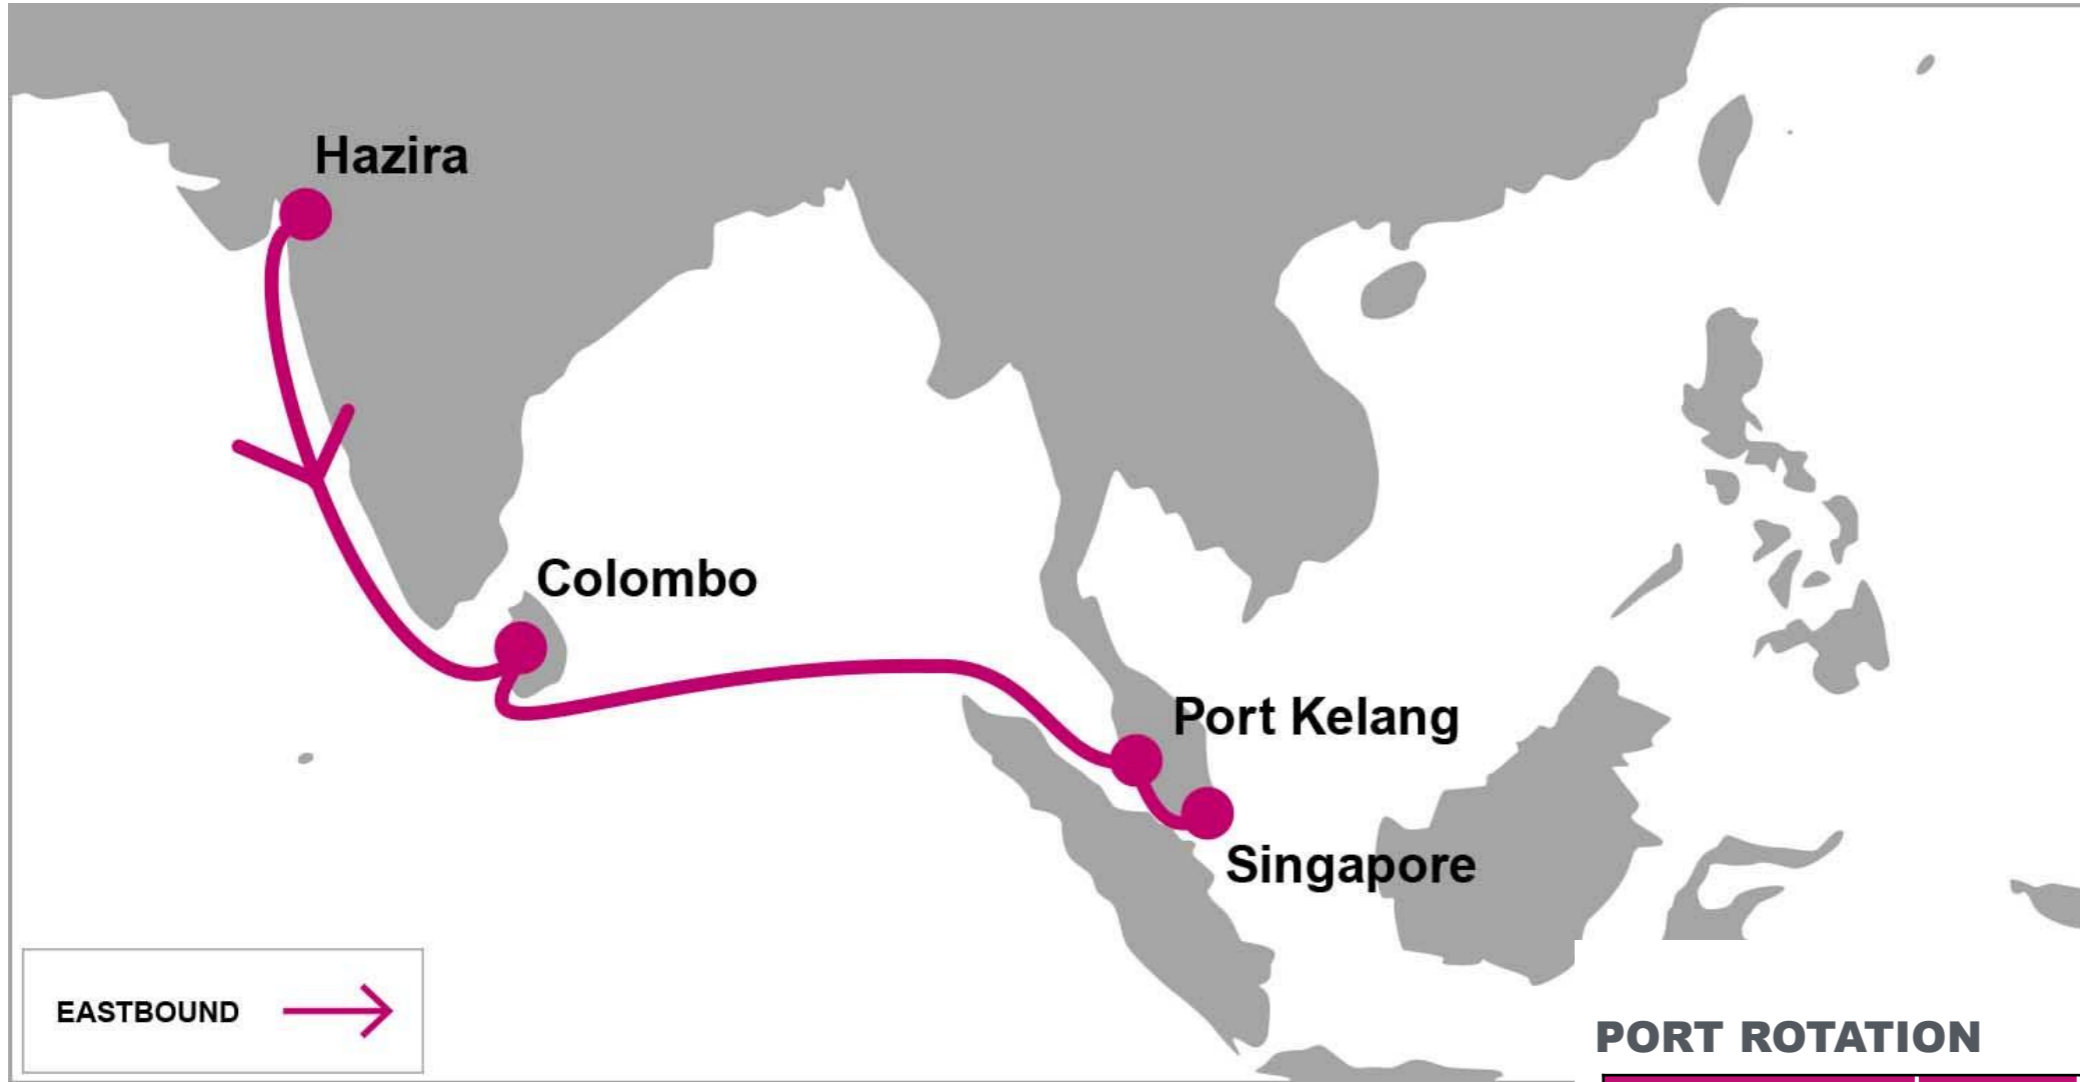 Hazira
Colombo
Port Kelang
Singapore
EASTBOUND
PORT ROTATION